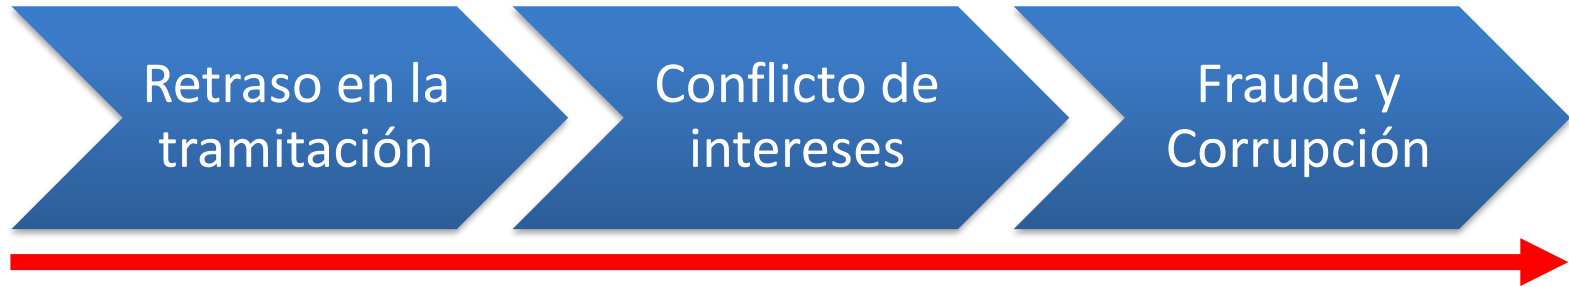 Retraso en la
tramitación
Conflicto de
intereses
Fraude y
Corrupción